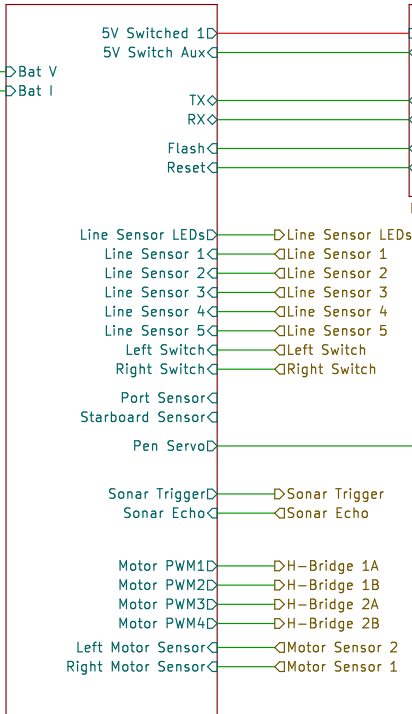 5V Switched 1
5V Switch Aux
Bat V
Bat I
TX
RX
Flash
Reset
Line Sensor LEDs Line Sensor LEDs
Line Sensor 1 Line Sensor 1
Line Sensor 2 Line Sensor 2
Line Sensor 3 Line Sensor 3
Line Sensor 4 Line Sensor 4
Line Sensor 5 Line Sensor 5
Left Switch Left Switch
Right Switch Right Switch
Port Sensor
Starboard Sensor
Pen Servo
Sonar Trigger Sonar Trigger
Sonar Echo Sonar Echo
Motor PWM1 H-Bridge 1A
Motor PWM2 H-Bridge 1B
Motor PWM3 H-Bridge 2A
Motor PWM4 H-Bridge 2B
Left Motor Sensor Motor Sensor 2
Right Motor Sensor Motor Sensor 1